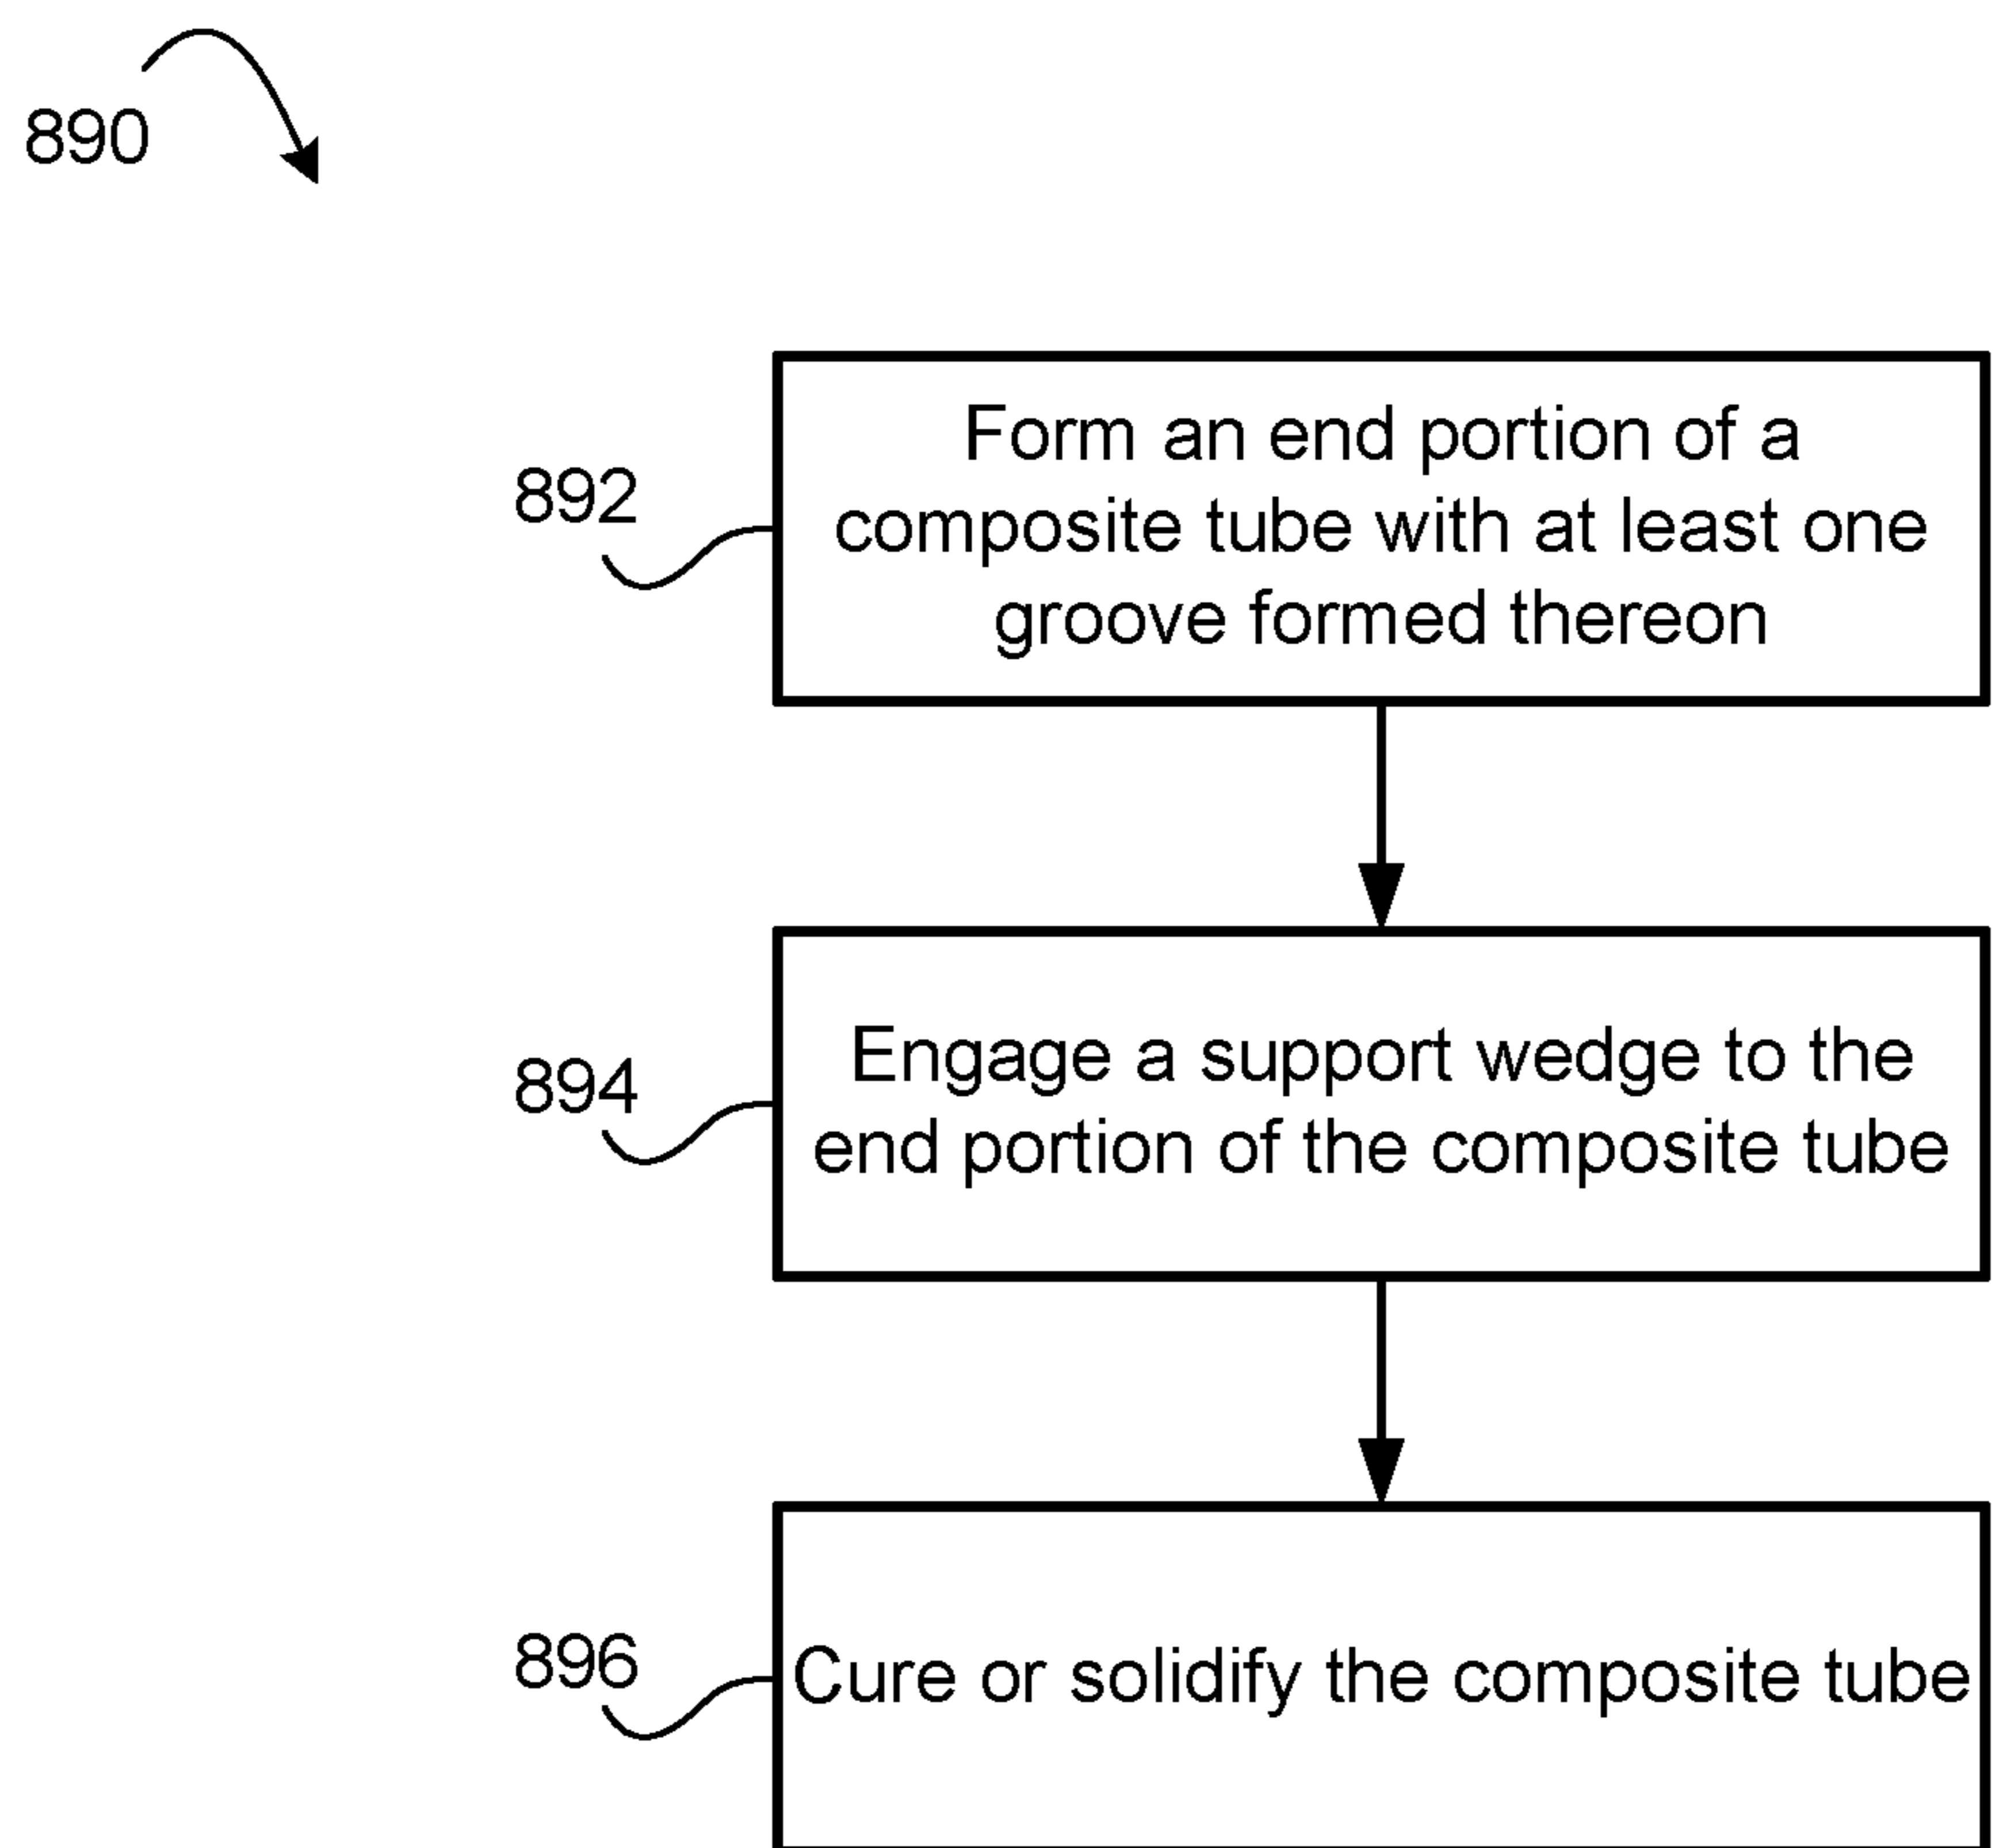 890
892
Form an end portion of a
composite tube with at least one
groove formed thereon
894
Engage a support wedge to the
end portion of the composite tube
896
Cure or solidify the composite tube